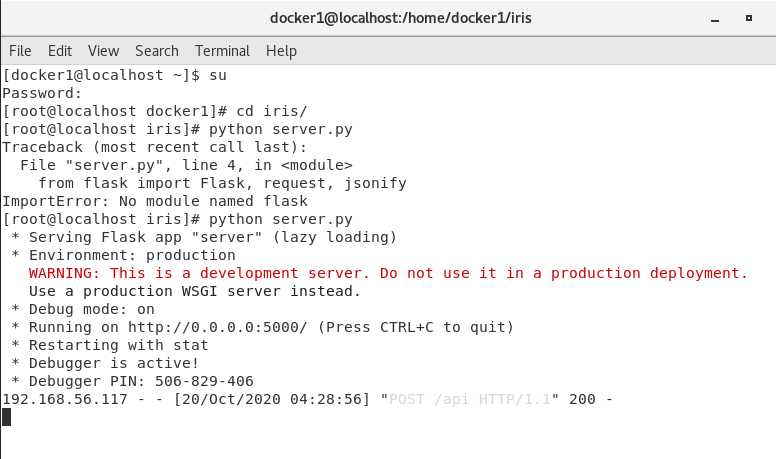 docker1@localhost:/home/docker1/iris
File Edit View Search Terminal Help
[docker1@localhost ~]$ su
Password:
[root@localhost docker1]# cd iris/
[root@localhost iris]# python server.py
Traceback (most recent call last):
  File "server.py", line 4, in <module>
    from flask import Flask, request, jsonify
ImportError: No module named flask
[root@localhost iris]# python server.py
 * Serving Flask app "server" (lazy loading)
 * Environment: production
   WARNING: This is a development server. Do not use it in a production deployment.
   Use a production WSGI server instead.
 * Debug mode: on
 * Running on http://0.0.0.0:5000/ (Press CTRL+C to quit)
 * Restarting with stat
 * Debugger is active!
 * Debugger PIN: 506-829-406
192.168.56.117 - - [20/Oct/2020 04:28:56] "POST /api HTTP/1.1" 200 -